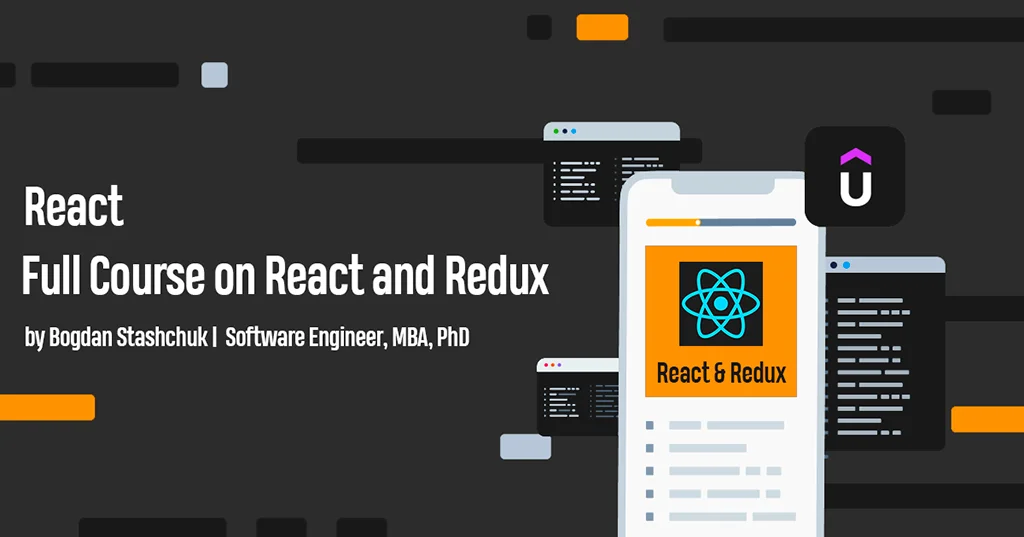 React
Full Course on React and Redux
by Bogdan Stashchuk | Software Engineer, MBA, PhD
React & Redux